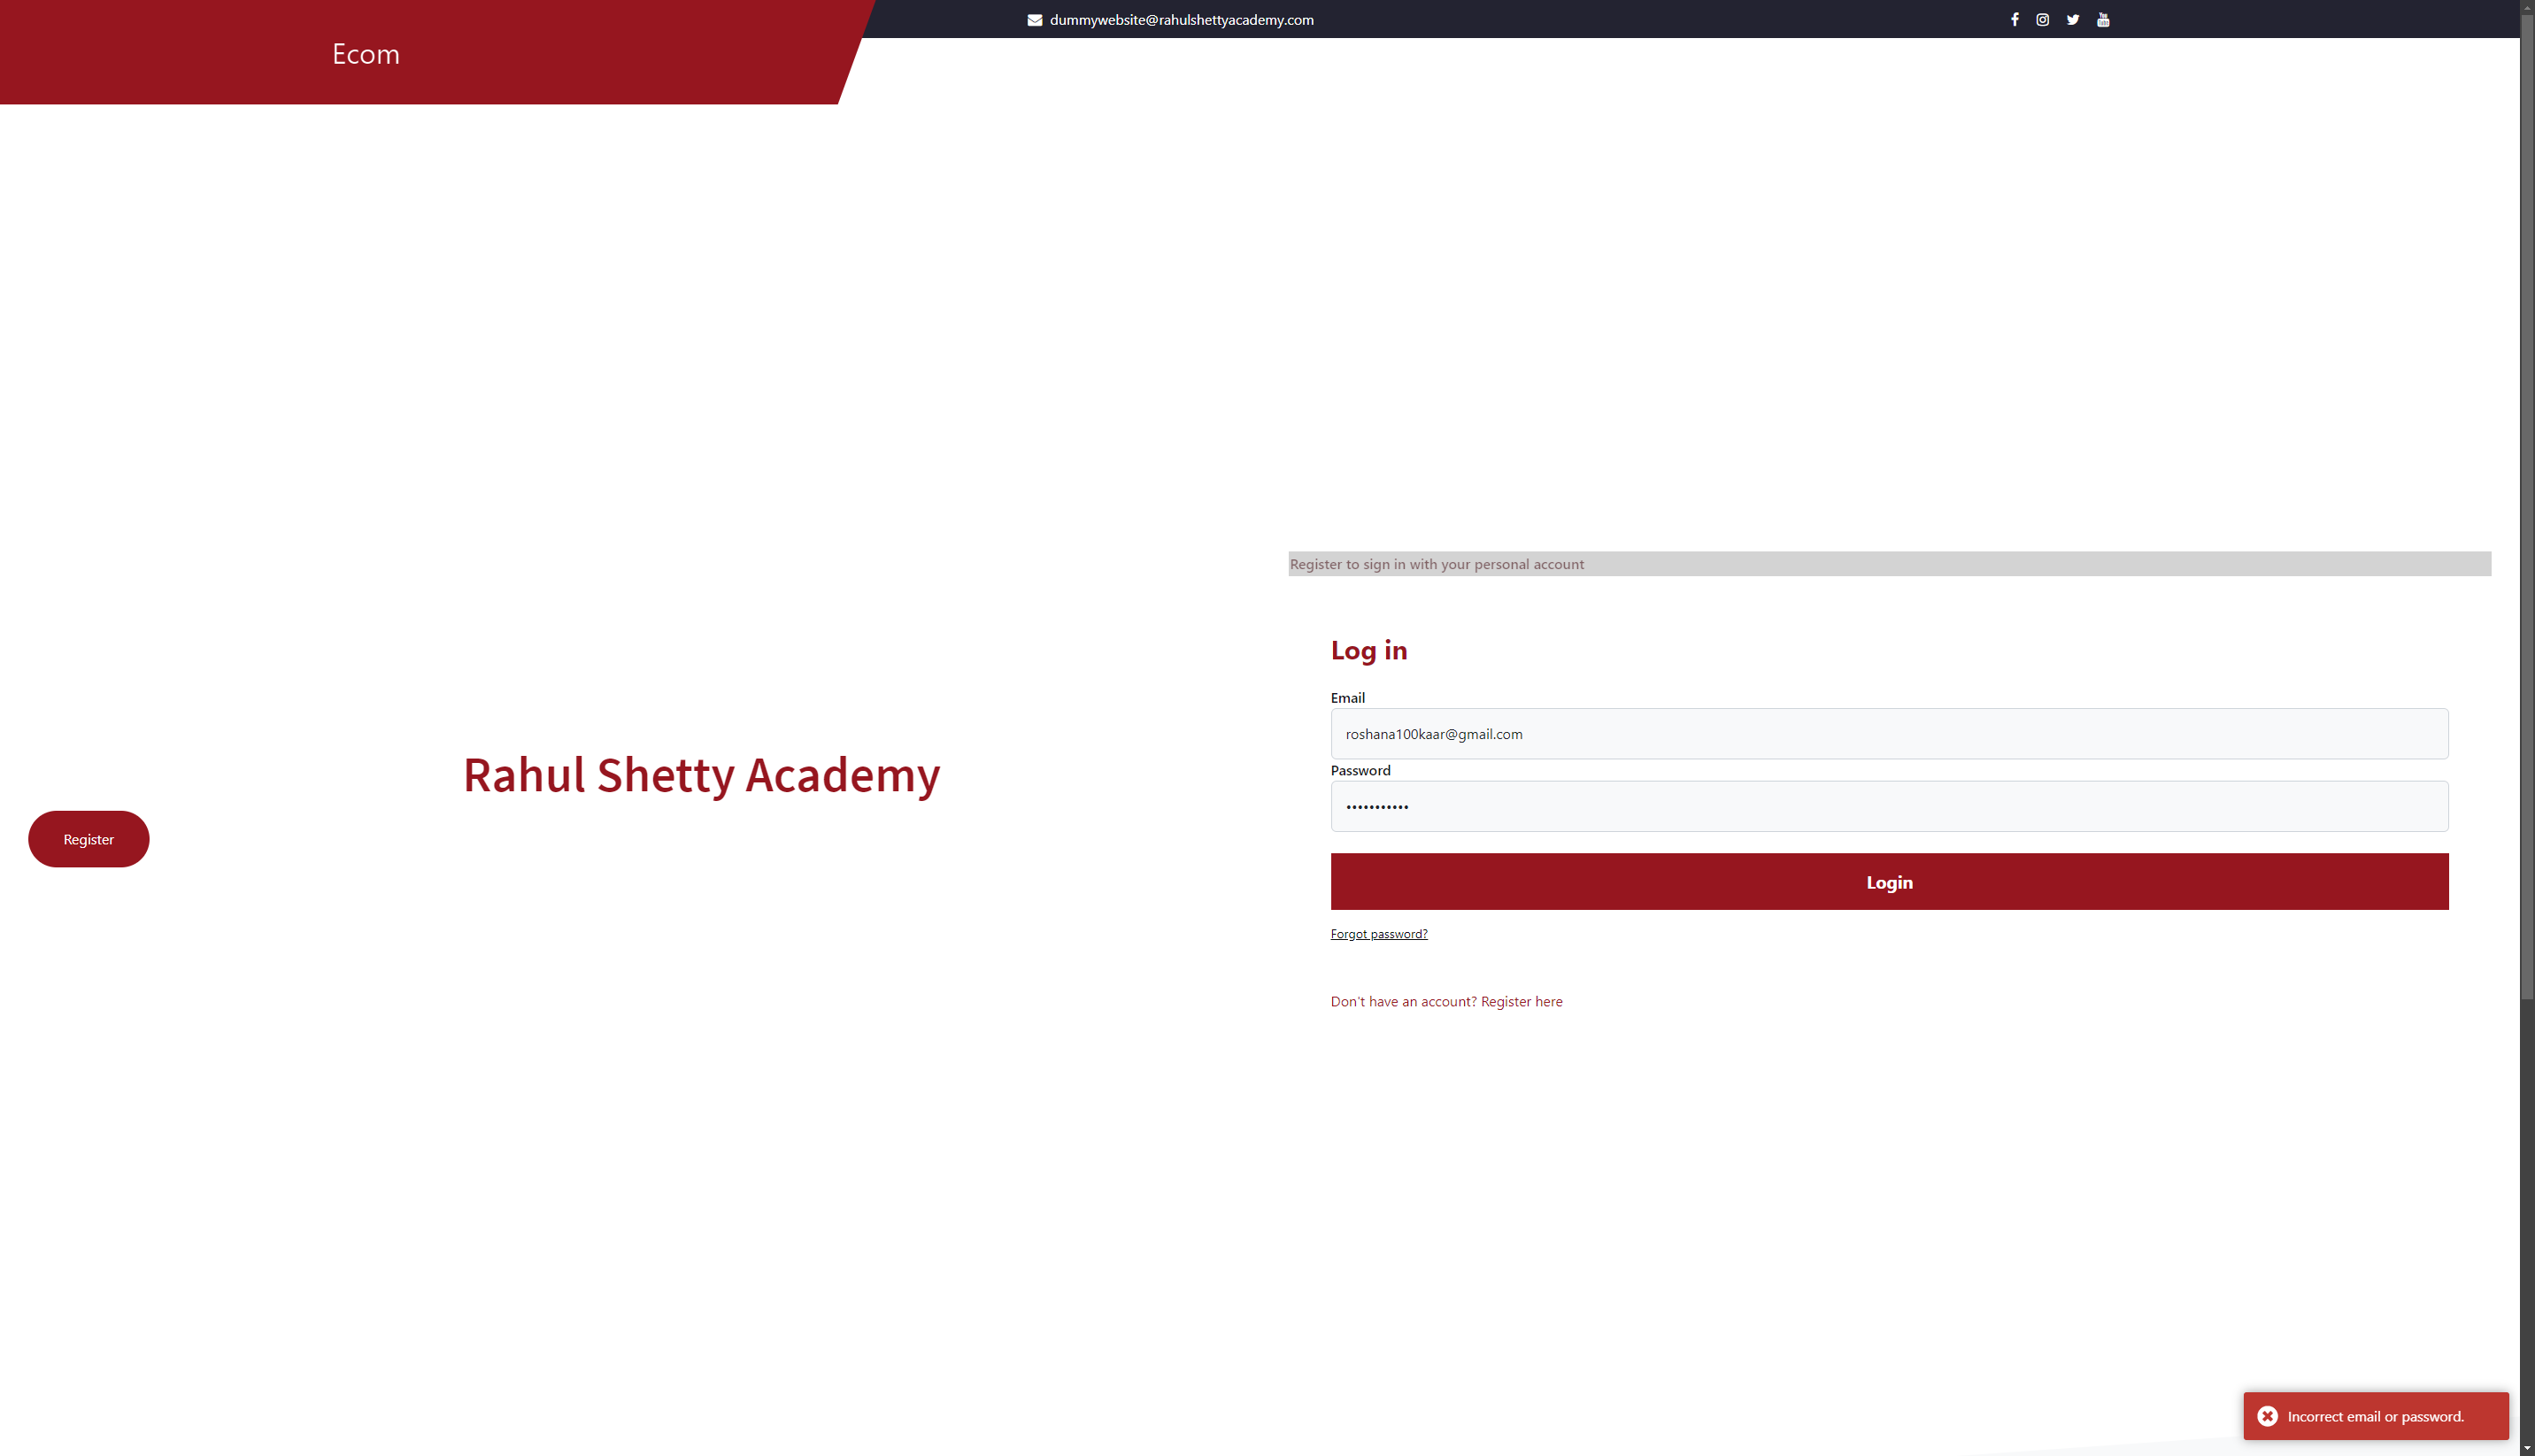 Ecom
dummywebsite@rahulshettyacademy.com
Register to sign in with your personal account
Log in
Email
roshana100kaar@gmail.com
Password
•••••••••••
Rahul Shetty Academy
Register
Login
Forgot password?
Don't have an account? Register here
Incorrect email or password.